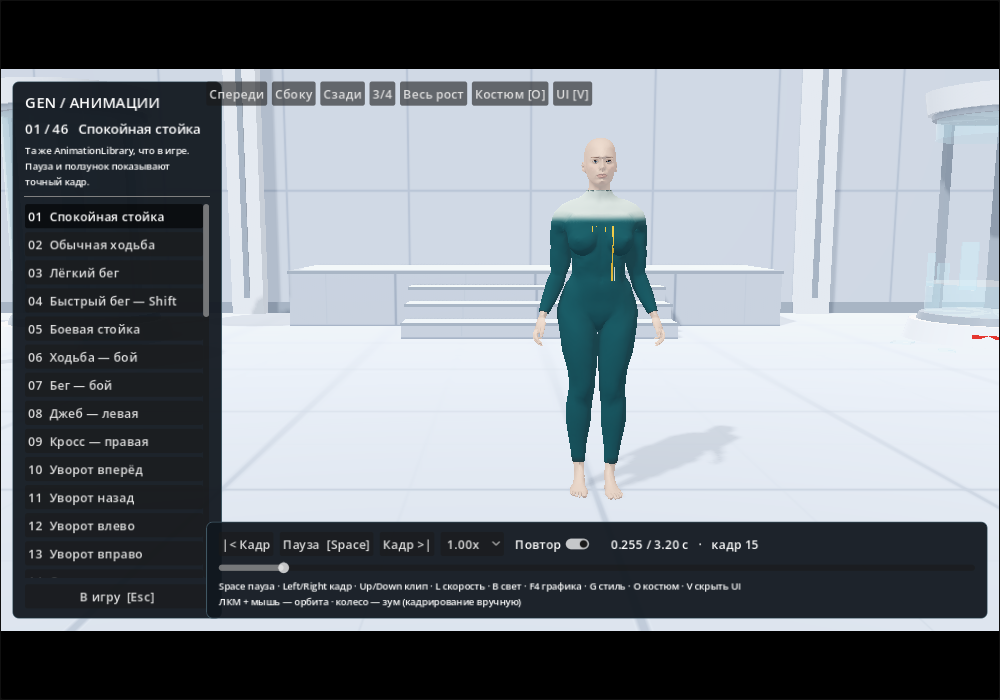 GEN / АНИМАЦИИ
01 / 46 Спокойная стойка
Та же AnimationLibrary, что в игре.
Пауза и ползунок показывают
точный кадр.
01 Спокойная стойка
02 Обычная ходьба
03 Лёгкий бег
04 Быстрый бег — Shift
05 Боевая стойка
06 Ходьба — бой
07 Бег — бой
08 Джеб — левая
09 Кросс — правая
10 Уворот вперёд
11 Уворот назад
12 Уворот влево
13 Уворот вправо
В игру [Esc]
Спереди Сбоку Сзади 3/4 Весь рост Костюм [O] UI [V]
|< Кадр Пауза [Space] Кадр >| 1.00x Повтор 0.255 / 3.20 с · кадр 15
Space пауза · Left/Right кадр · Up/Down клип · L скорость · B свет · F4 графика · G стиль · O костюм · V скрыть UI
ЛКМ + мышь — орбита · колесо — зум (кадрирование вручную)